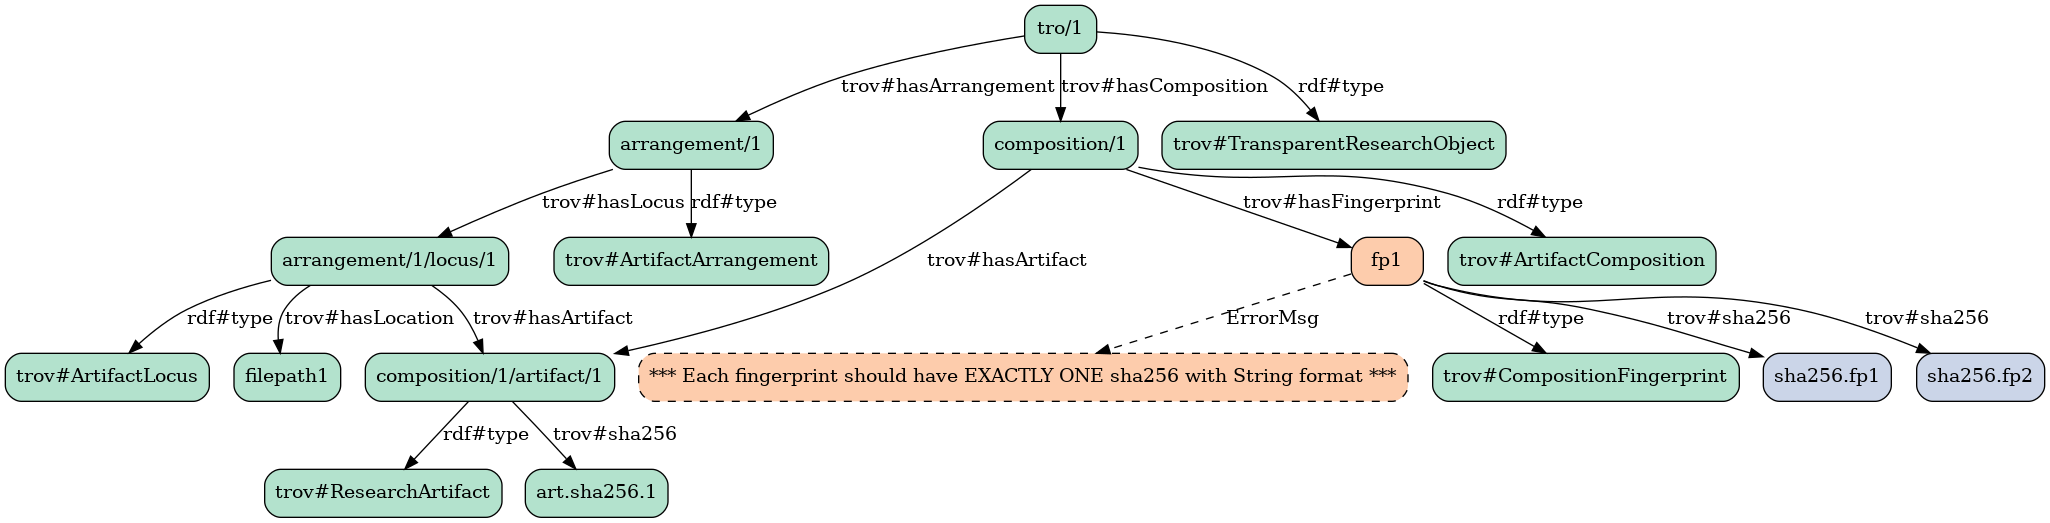 tro/1
trov#hasArrangement
trov#hasComposition
rdf#type
arrangement/1
composition/1
trov#TransparentResearchObject
trov#hasLocus
rdf#type
trov#hasFingerprint
rdf#type
arrangement/1/locus/1
trov#ArtifactArrangement
trov#hasArtifact
fp1
trov#ArtifactComposition
rdf#type
trov#hasLocation
trov#hasArtifact
ErrorMsg
rdf#type
trov#sha256
trov#sha256
trov#ArtifactLocus
filepath1
composition/1/artifact/1
*** Each fingerprint should have EXACTLY ONE sha256 with String format ***
trov#CompositionFingerprint
sha256.fp1
sha256.fp2
rdf#type
trov#sha256
trov#ResearchArtifact
art.sha256.1